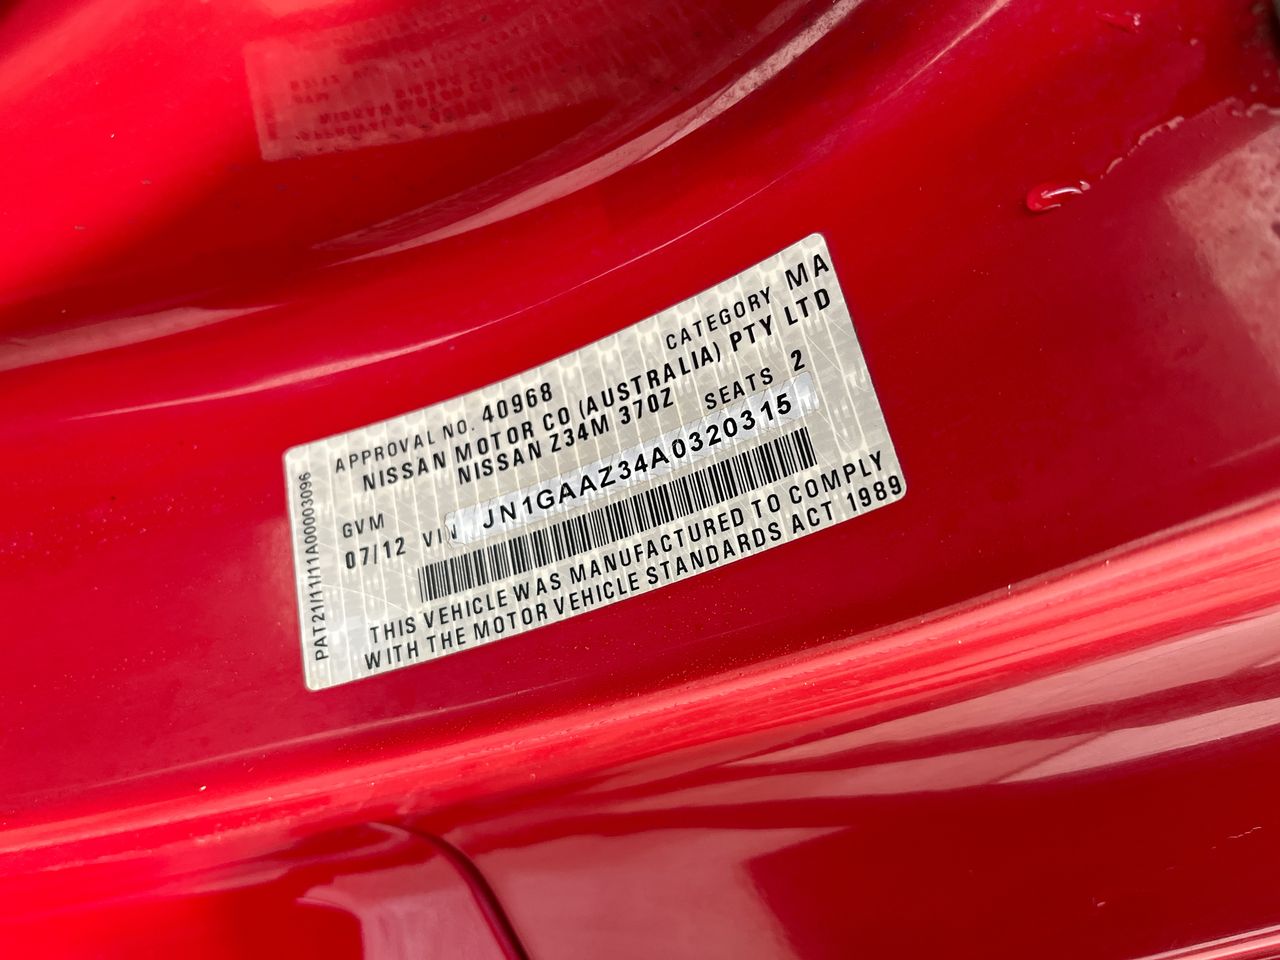 APPROVAL NO. 40968 CATEGORY MA
NISSAN MOTOR CO (AUSTRALIA) PTY LTD
NISSAN Z34M 370Z SEATS 2
GVM
07/12 VIN JN1GAAZ34A0320315
THIS VEHICLE WAS MANUFACTURED TO COMPLY
WITH THE MOTOR VEHICLE STANDARDS ACT 1989
PAT21/11/11A00003096